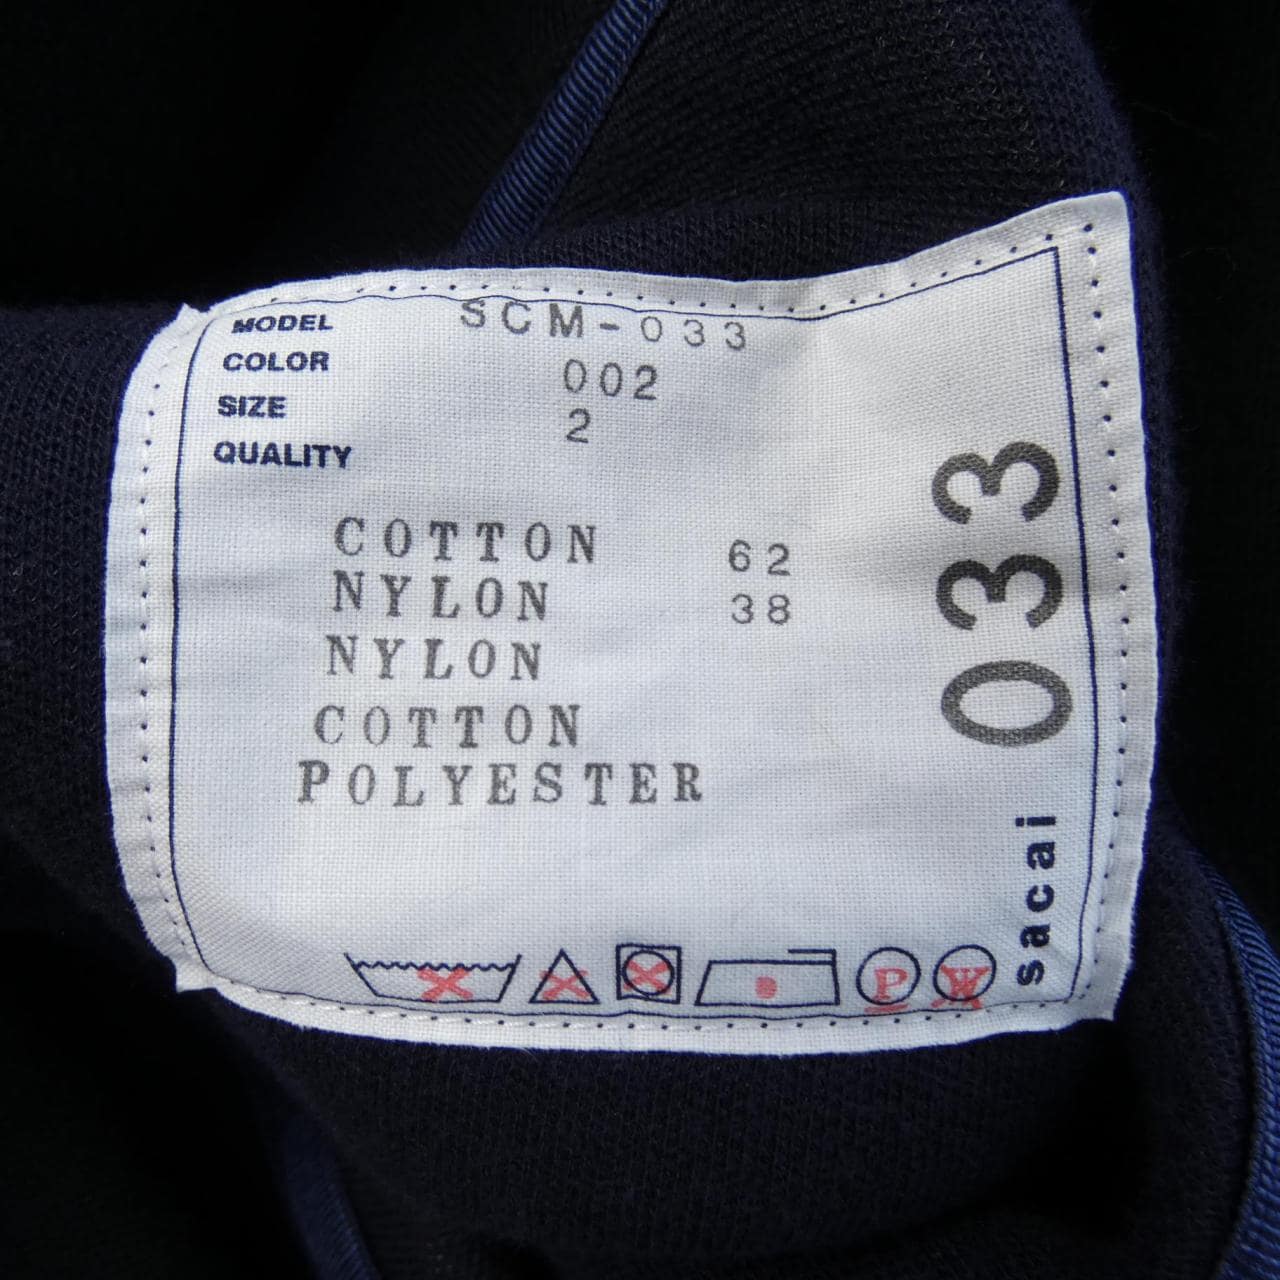 MODEL SCM-033
COLOR 002
SIZE 2
QUALITY
COTTON 62
NYLON 38
NYLON
COTTON
POLYESTER
P W
sacai 033